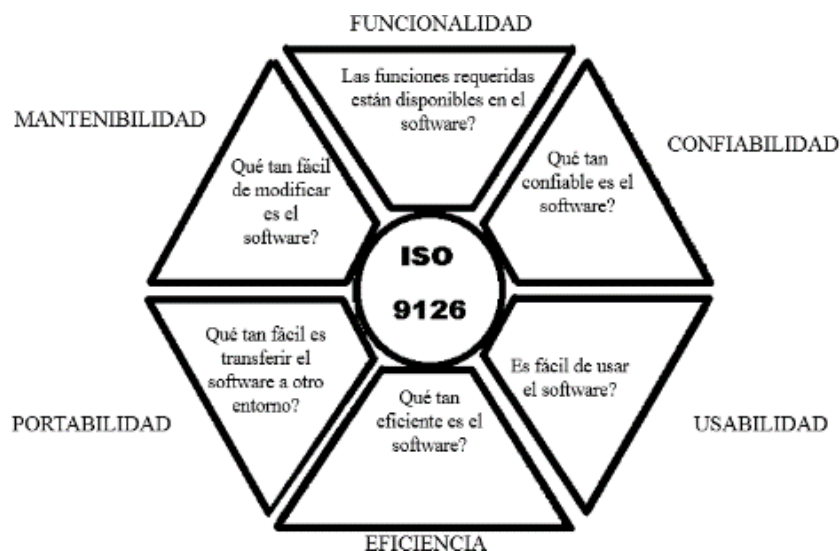 FUNCIONALIDAD
Las funciones requeridas
están disponibles en el
software?
MANTENIBILIDAD
Qué tan fácil
de modificar
es el
software?
CONFIABILIDAD
Qué tan
confiable es el
software?
ISO
9126
Qué tan fácil es
transferir el
software a otro
entorno?
PORTABILIDAD
Qué tan
eficiente es el
software?
EFICIENCIA
Es fácil de usar
el software?
USABILIDAD